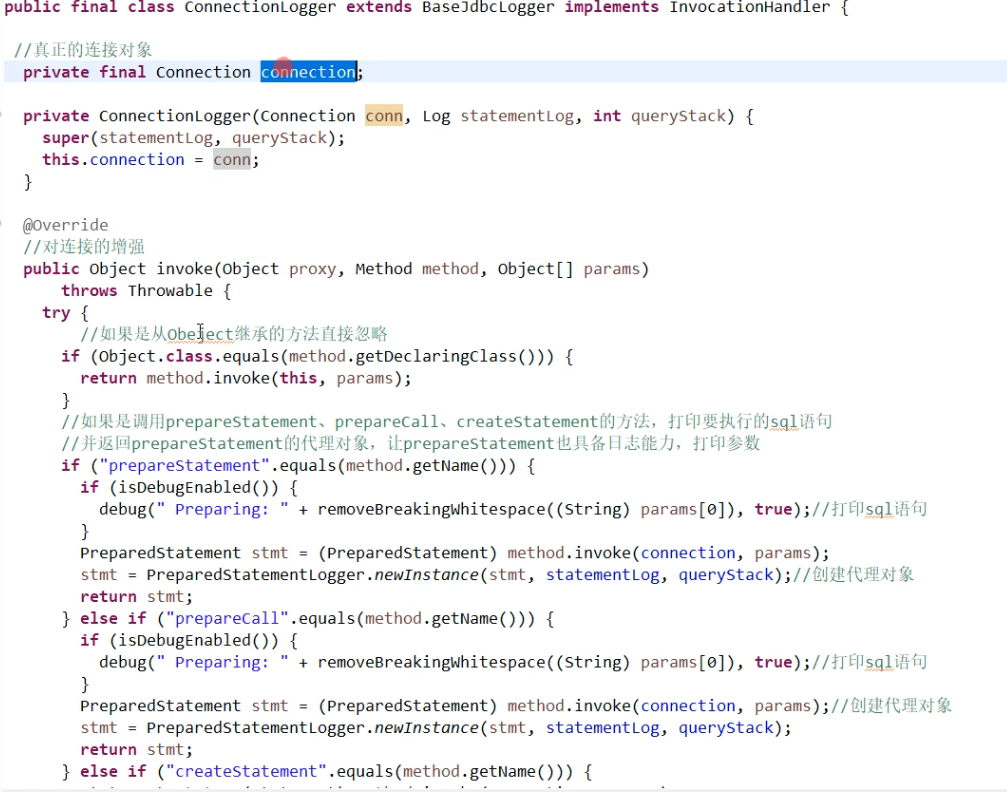 public final class ConnectionLogger extends BaseJdbcLogger implements InvocationHandler {
//真正的连接对象
private final Connection connection;
private ConnectionLogger(Connection conn, Log statementLog, int queryStack) {
super(statementLog, queryStack);
this.connection = conn;
}
@Override
//对连接的增强
public Object invoke(Object proxy, Method method, Object[] params)
throws Throwable {
try {
//如果是从Obeject继承的方法直接忽略
if (Object.class.equals(method.getDeclaringClass())) {
return method.invoke(this, params);
}
//如果是调用prepareStatement、prepareCall、createStatement的方法，打印要执行的sql语句
//并返回prepareStatement的代理对象，让prepareStatement也具备日志能力，打印参数
if ("prepareStatement".equals(method.getName())) {
if (isDebugEnabled()) {
debug(" Preparing: " + removeBreakingWhitespace((String) params[0]), true);//打印sql语句
}
PreparedStatement stmt = (PreparedStatement) method.invoke(connection, params);
stmt = PreparedStatementLogger.newInstance(stmt, statementLog, queryStack);//创建代理对象
return stmt;
} else if ("prepareCall".equals(method.getName())) {
if (isDebugEnabled()) {
debug(" Preparing: " + removeBreakingWhitespace((String) params[0]), true);//打印sql语句
}
PreparedStatement stmt = (PreparedStatement) method.invoke(connection, params);//创建代理对象
stmt = PreparedStatementLogger.newInstance(stmt, statementLog, queryStack);
return stmt;
} else if ("createStatement".equals(method.getName())) {